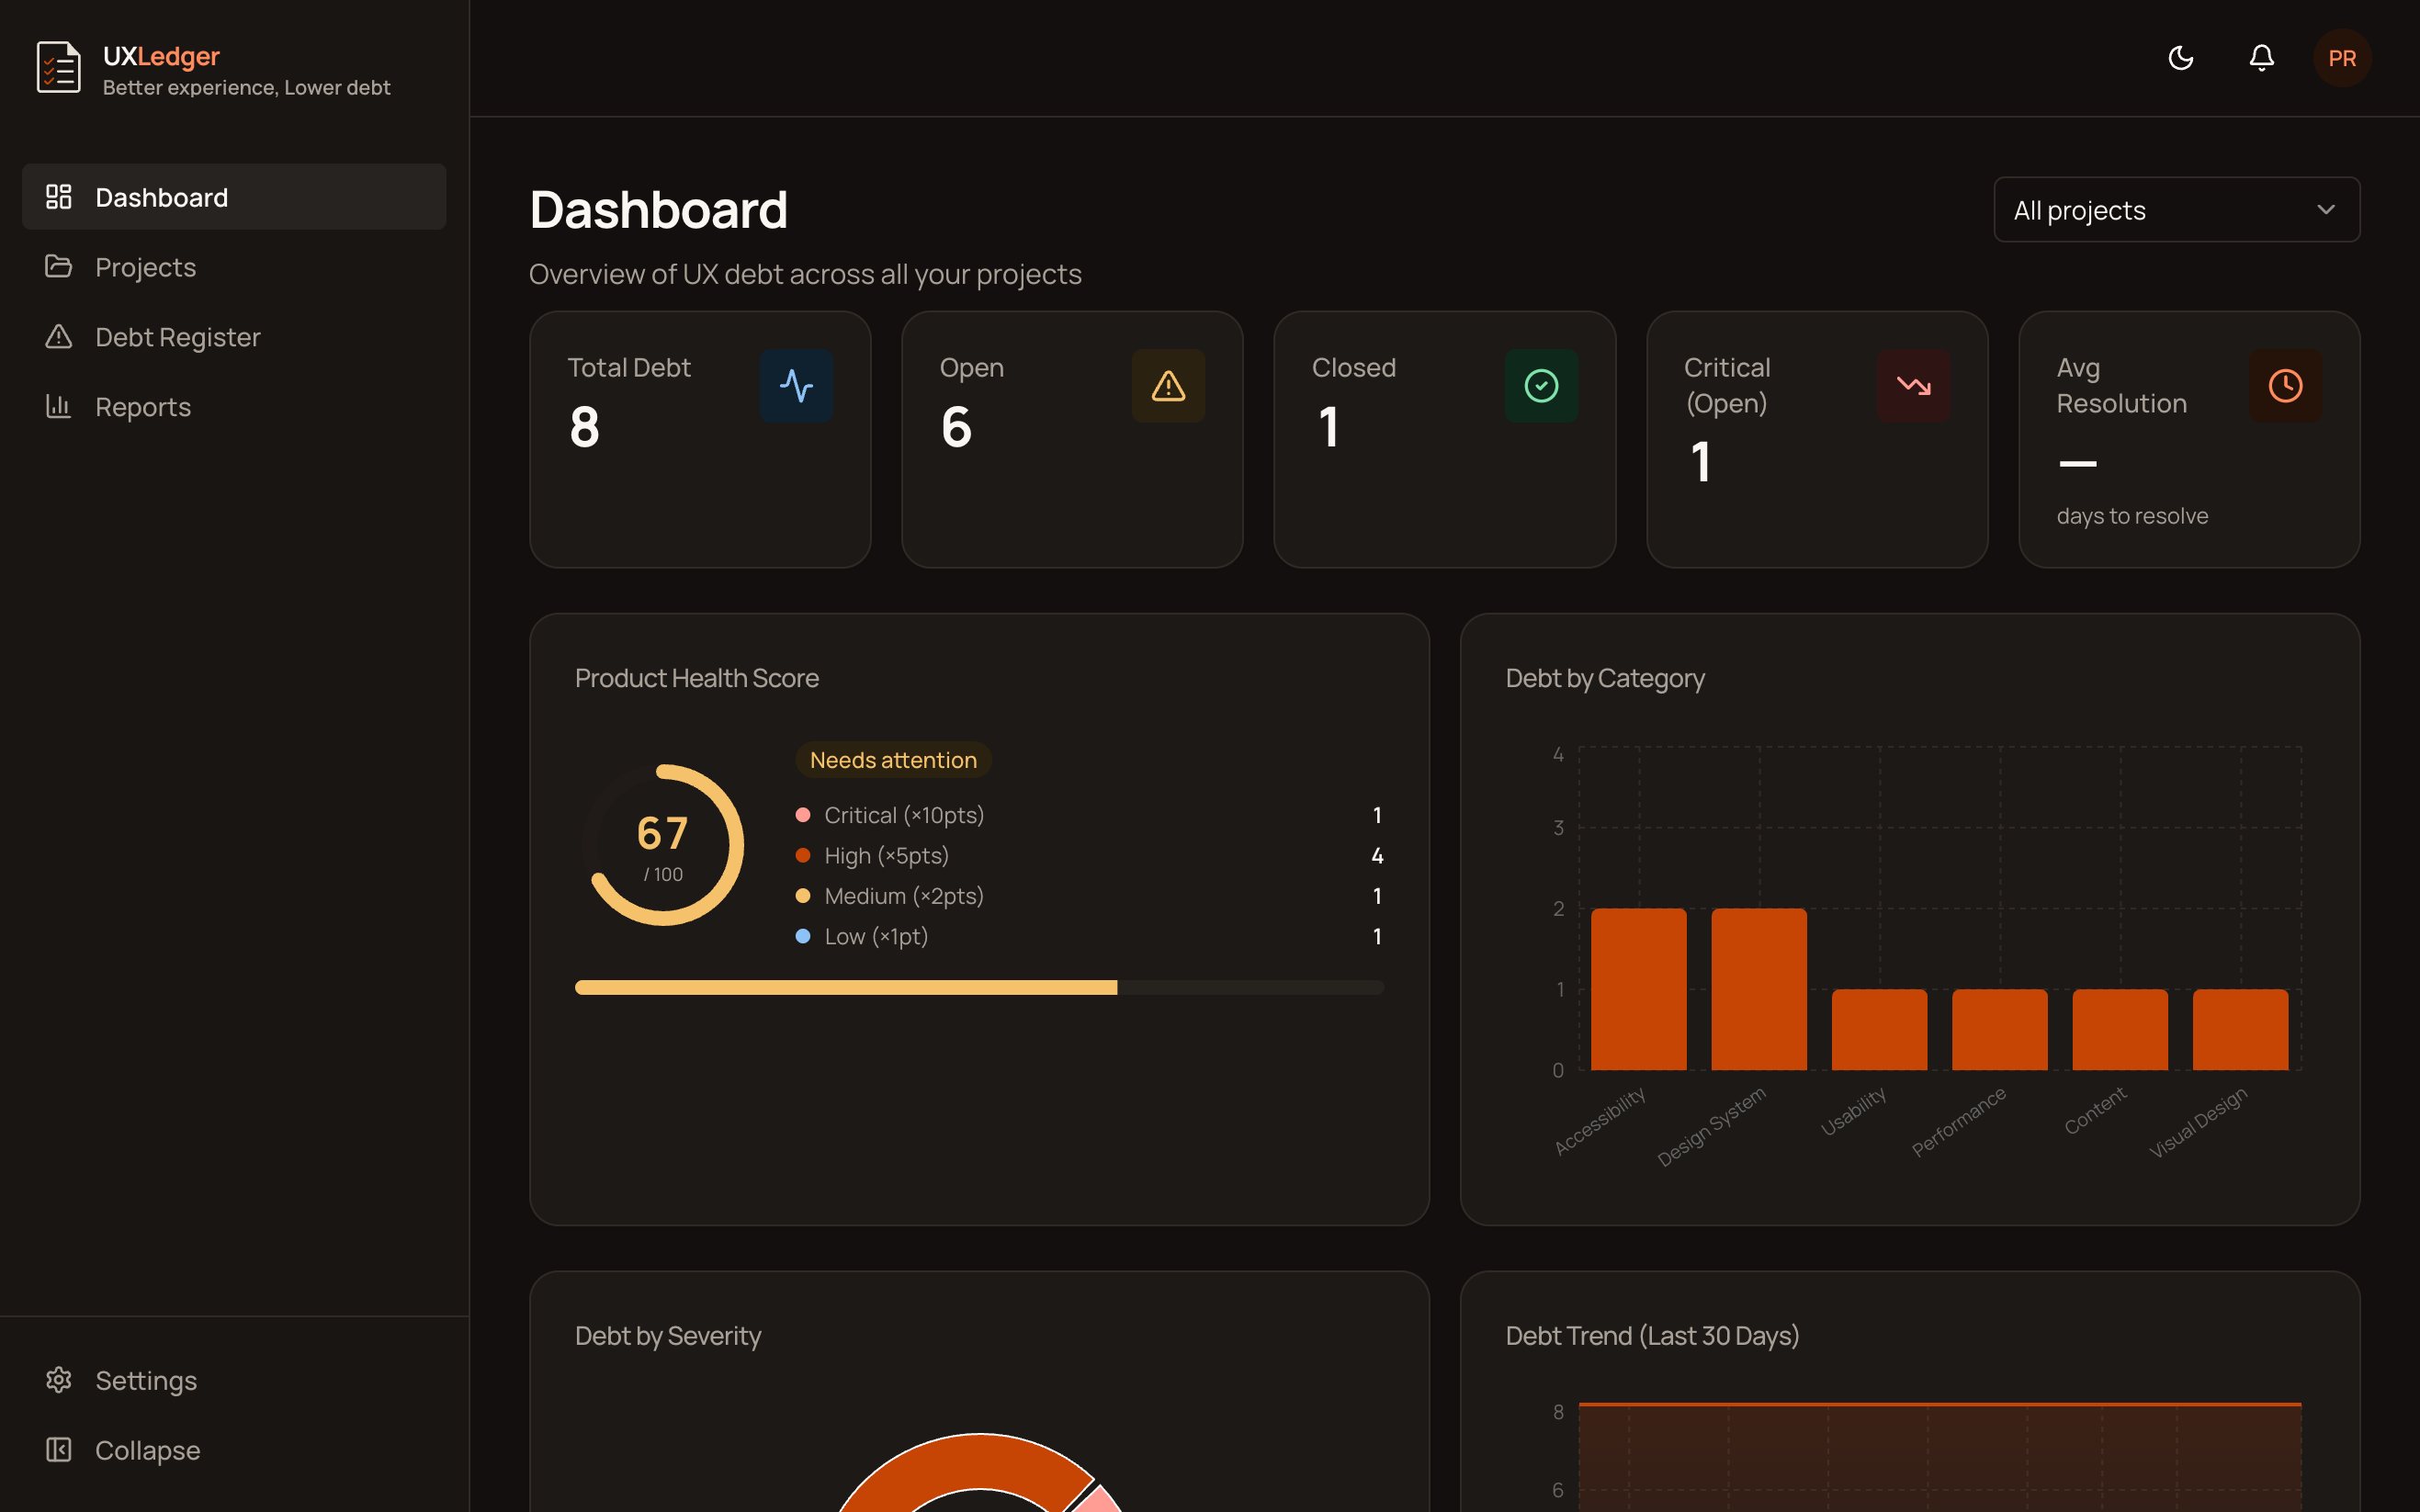 UXLedger
Better experience, Lower debt
PR
Dashboard
Projects
Debt Register
Reports
Settings
Collapse
Dashboard
All projects
Overview of UX debt across all your projects
Total Debt
8
Open
6
Closed
1
Critical
(Open)
1
Avg
Resolution
—
days to resolve
Product Health Score
67
/ 100
Needs attention
Critical (×10pts) 1
High (×5pts) 4
Medium (×2pts) 1
Low (×1pt) 1
Debt by Category
4
3
2
1
0
Accessibility
Design System
Usability
Performance
Content
Visual Design
Debt by Severity
Debt Trend (Last 30 Days)
8
6